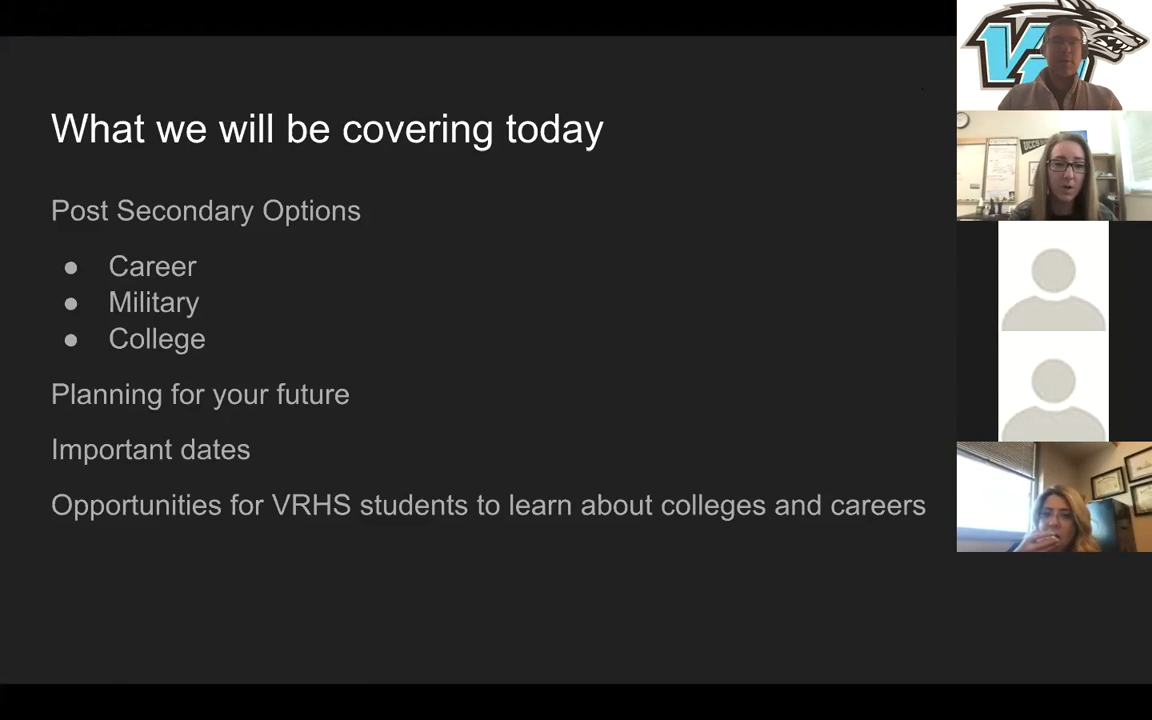 What we will be covering today
Post Secondary Options
● Career
● Military
● College
Planning for your future
Important dates
Opportunities for VRHS students to learn about colleges and careers
UCCS